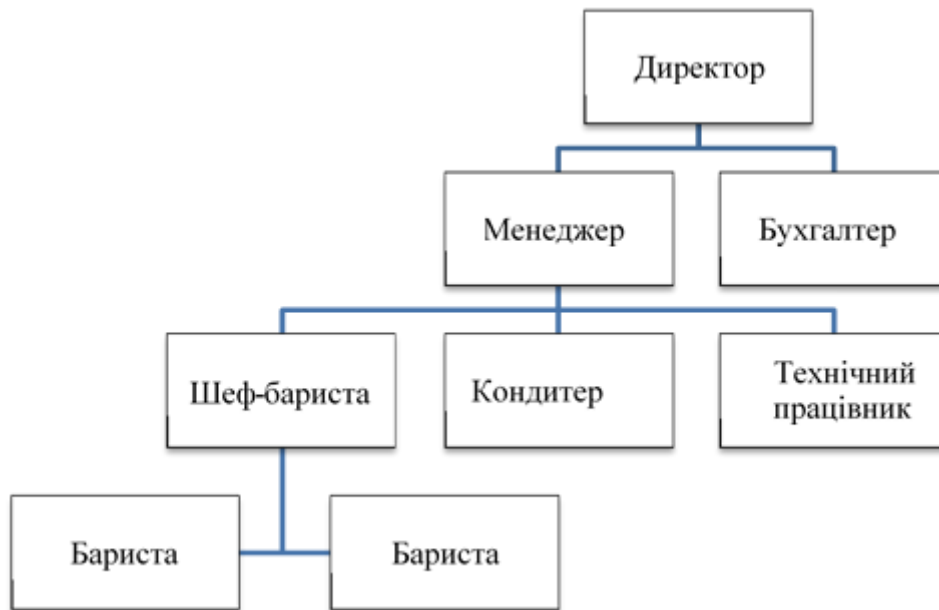 Директор
Менеджер
Бухгалтер
Шеф-бариста
Кондитер
Технічний
працівник
Бариста
Бариста